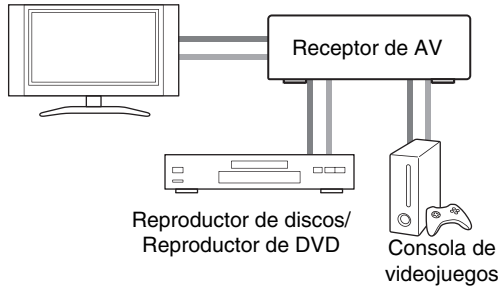 Receptor de AV
Reproductor de discos/
Reproductor de DVD
Consola de
videojuegos